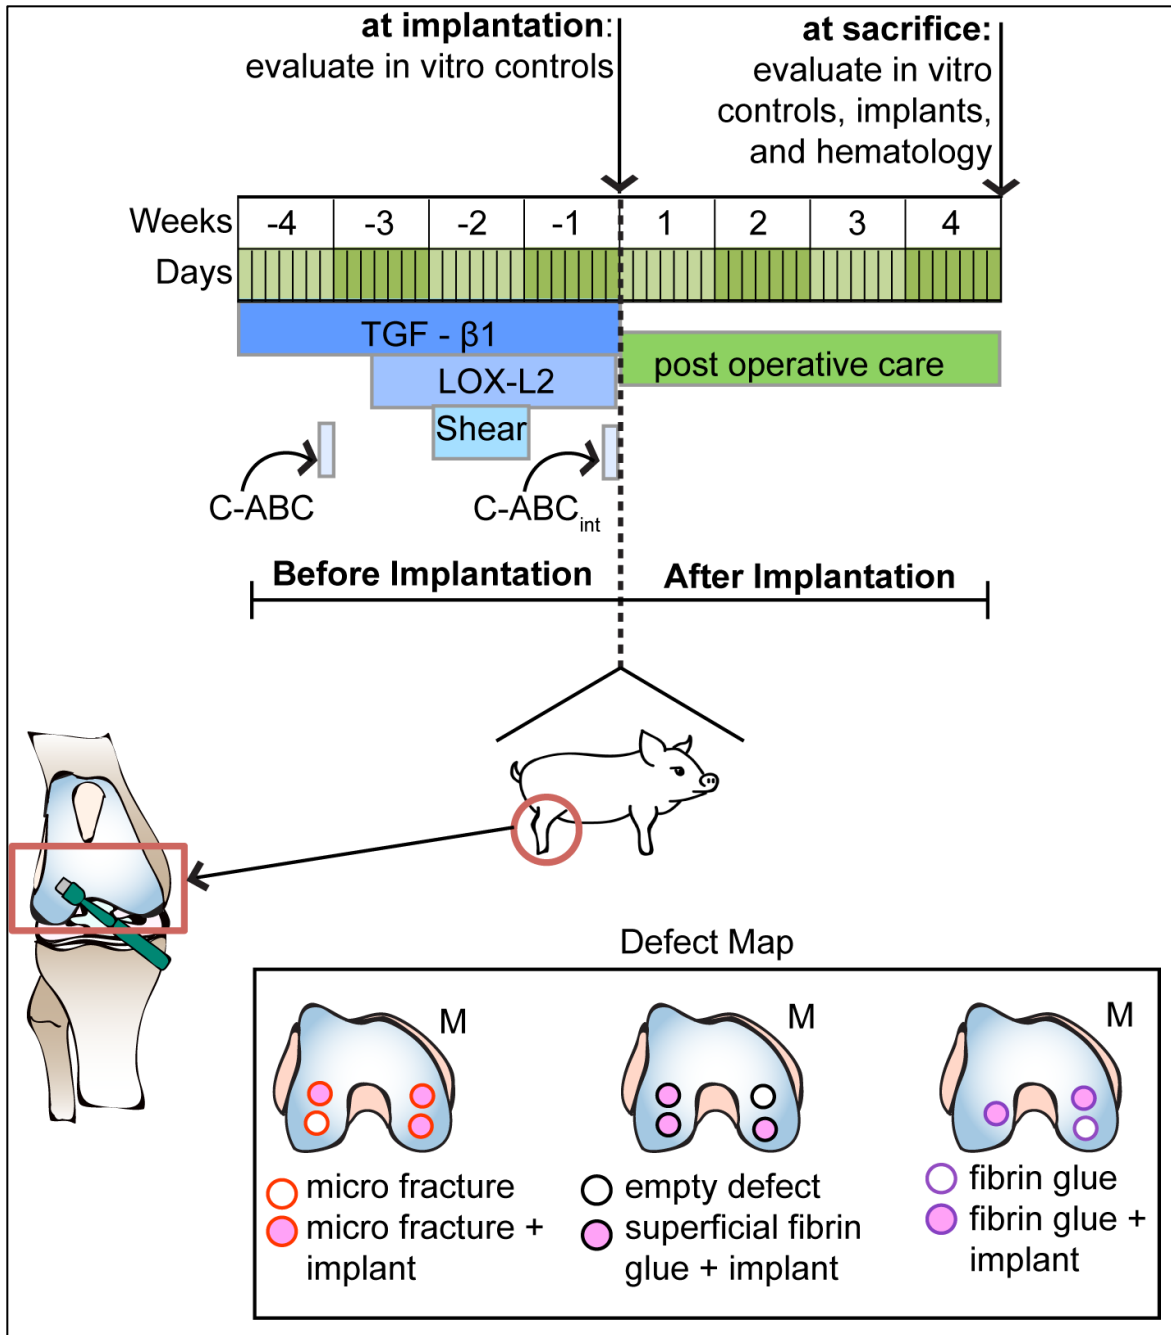 at implantation:
evaluate in vitro controls
at sacrifice:
evaluate in vitro
controls, implants,
and hematology
Weeks -4 -3 -2 -1 1 2 3 4
Days
TGF - β1
LOX-L2
Shear
post operative care
C-ABC
C-ABCint
Before Implantation
After Implantation
Defect Map
M
M
M
micro fracture
micro fracture +
implant
empty defect
superficial fibrin
glue + implant
fibrin glue
fibrin glue +
implant